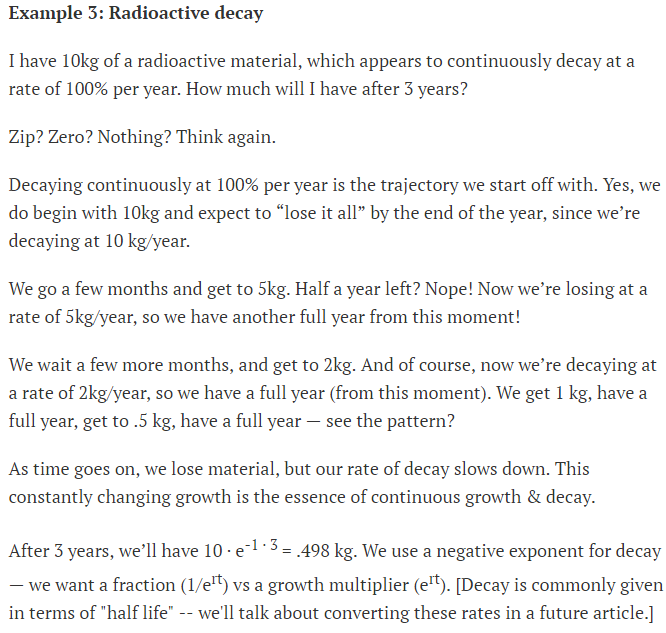 Example 3: Radioactive decay
I have 10kg of a radioactive material, which appears to continuously decay at a
rate of 100% per year. How much will I have after 3 years?
Zip? Zero? Nothing? Think again.
Decaying continuously at 100% per year is the trajectory we start off with. Yes, we
do begin with 10kg and expect to “lose it all” by the end of the year, since we’re
decaying at 10 kg/year.
We go a few months and get to 5kg. Half a year left? Nope! Now we’re losing at a
rate of 5kg/year, so we have another full year from this moment!
We wait a few more months, and get to 2kg. And of course, now we’re decaying at
a rate of 2kg/year, so we have a full year (from this moment). We get 1 kg, have a
full year, get to .5 kg, have a full year — see the pattern?
As time goes on, we lose material, but our rate of decay slows down. This
constantly changing growth is the essence of continuous growth & decay.
After 3 years, we’ll have 10 · e^-1 · 3 = .498 kg. We use a negative exponent for decay
— we want a fraction (1/e^rt) vs a growth multiplier (e^rt). [Decay is commonly given
in terms of "half life" -- we'll talk about converting these rates in a future article.]